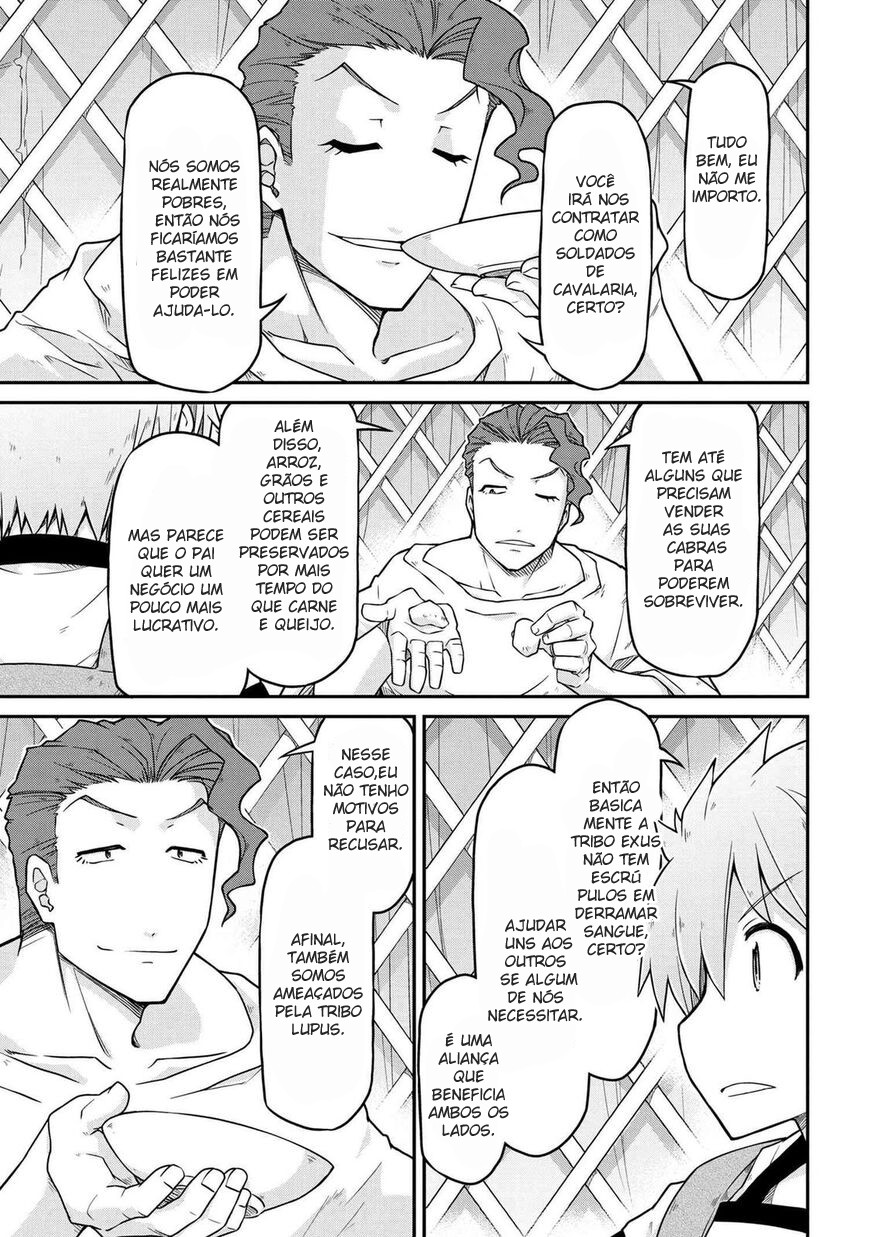 TUDO
BEM, EU
NÃO ME
IMPORTO.
VOCÊ
IRÁ NOS
CONTRATAR
COMO
SOLDADOS
DE
CAVALARIA,
CERTO?
NÓS SOMOS
REALMENTE
POBRES,
ENTÃO NÓS
FICARÍAMOS
BASTANTE
FELIZES EM
PODER
AJUDA-LO.
TEM ATÉ
ALGUNS QUE
PRECISAM
VENDER
AS SUAS
CABRAS
PARA
PODEREM
SOBREVIVER.
ALÉM
DISSO,
ARROZ,
GRÃOS E
OUTROS
CEREAIS
PODEM SER
PRESERVADOS
POR MAIS
TEMPO DO
QUE CARNE
E QUEIJO.
MAS PARECE
QUE O PAI
QUER UM
NEGÓCIO UM
POUCO MAIS
LUCRATIVO.
ENTÃO
BASICA
MENTE A
TRIBO EXUS
NÃO TEM
ESCRÚ
PULOS EM
DERRAMAR
SANGUE,
CERTO?
AJUDAR
UNS AOS
OUTROS
SE ALGUM
DE NÓS
NECESSITAR.
É UMA
ALIANÇA
QUE
BENEFICIA
AMBOS OS
LADOS.
NESSE
CASO,EU
NÃO TENHO
MOTIVOS
PARA
RECUSAR.
AFINAL,
TAMBÉM
SOMOS
AMEAÇADOS
PELA TRIBO
LUPUS.